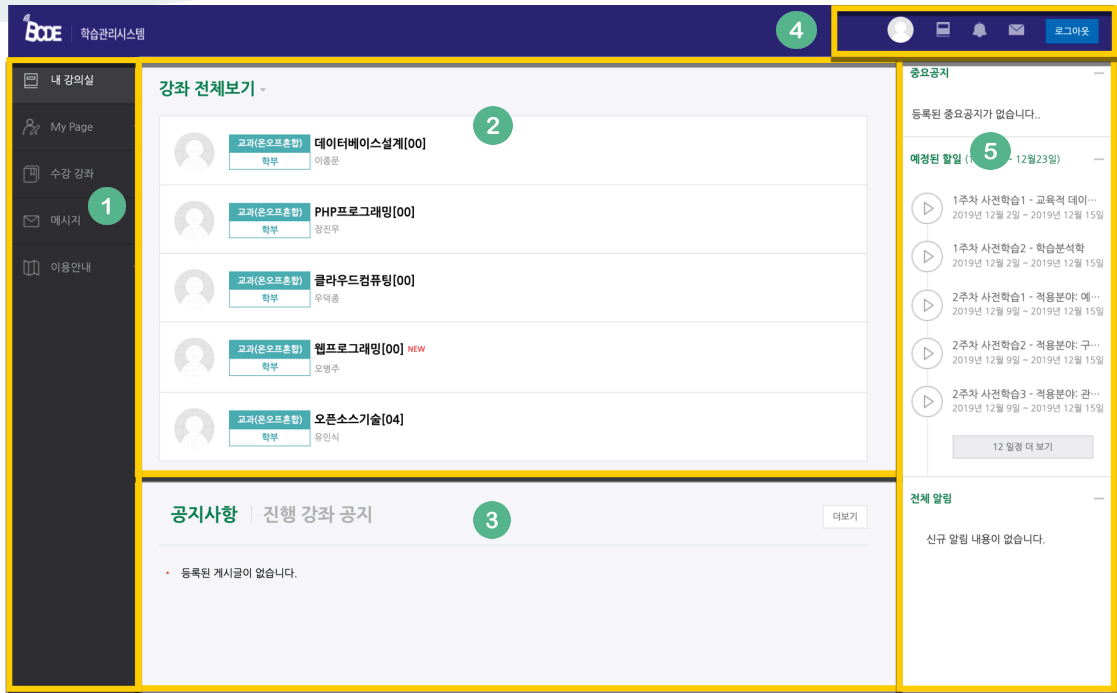 CODE 학습관리시스템
4
로그아웃
내 강의실
My Page
수강 강좌
1
메시지
이용안내
강좌 전체보기
2
교과(온오프혼합) 데이터베이스설계[00]
학부 이종문
교과(온오프혼합) PHP프로그래밍[00]
학부 장진우
교과(온오프혼합) 클라우드컴퓨팅[00]
학부 우덕종
교과(온오프혼합) 웹프로그래밍[00] NEW
학부 오병주
교과(온오프혼합) 오픈소스기술[04]
학부 유인식
공지사항 진행 강좌 공지
3
더보기
등록된 게시글이 없습니다.
중요공지
등록된 중요공지가 없습니다..
5
예정된 할일 ~ 12월23일)
1주차 사전학습1 - 교육적 데이…
2019년 12월 2일 ~ 2019년 12월 15일
1주차 사전학습2 - 학습분석학
2019년 12월 2일 ~ 2019년 12월 15일
2주차 사전학습1 - 적용분야: 예…
2019년 12월 9일 ~ 2019년 12월 15일
2주차 사전학습2 - 적용분야: 구…
2019년 12월 9일 ~ 2019년 12월 15일
2주차 사전학습3 - 적용분야: 관…
2019년 12월 9일 ~ 2019년 12월 15일
12 일정 더 보기
전체 알림
신규 알림 내용이 없습니다.